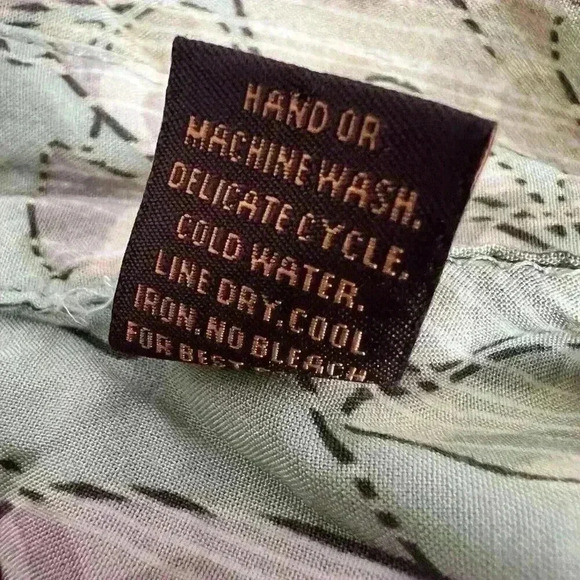 HAND OR
MACHINE WASH.
DELICATE CYCLE.
COLD WATER.
LINE DRY. COOL
IRON. NO BLEACH
FOR BEST